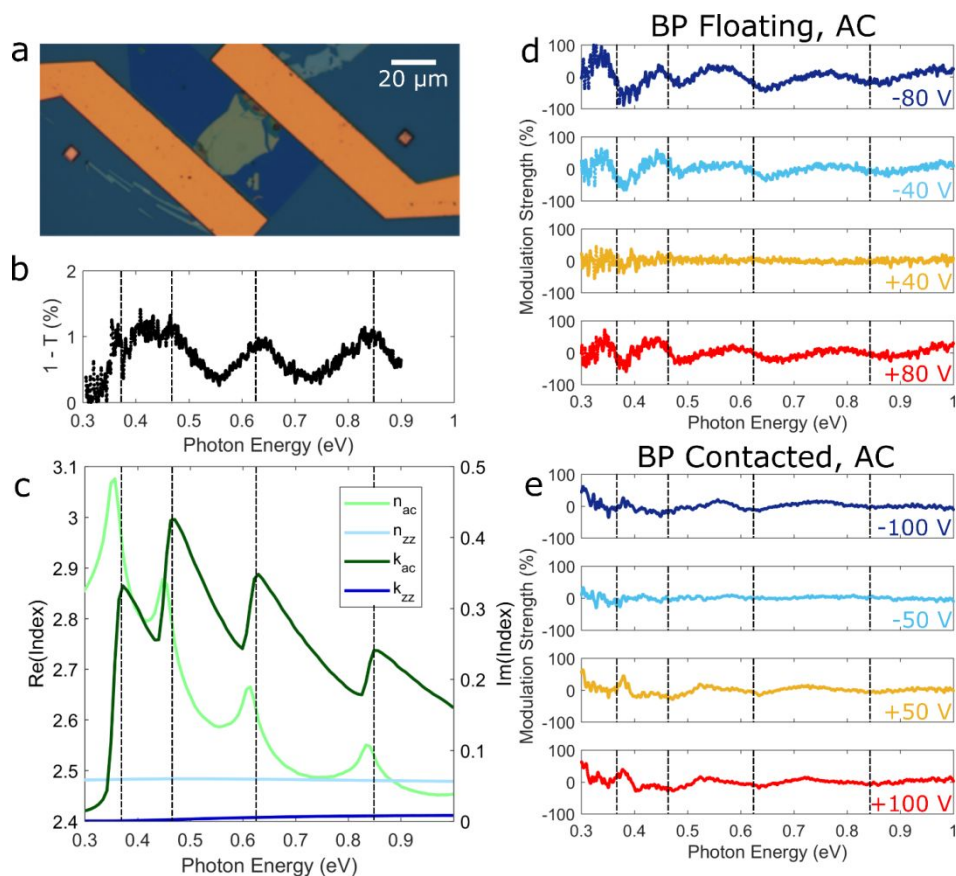 a
20 µm
b
1 - T (%)
2
1
0
0.3 0.4 0.5 0.6 0.7 0.8 0.9 1
Photon Energy (eV)
c
Re(Index)
3.1
3
2.9
2.8
2.7
2.6
2.5
2.4
n_ac
n_zz
k_ac
k_zz
0.5
0.4
0.3
0.2
0.1
0
Im(Index)
0.3 0.4 0.5 0.6 0.7 0.8 0.9
Photon Energy (eV)
d
BP Floating, AC
Modulation Strength (%)
100
0
-100
-80 V
100
0
-100
-40 V
100
0
-100
+40 V
100
0
-100
+80 V
0.3 0.4 0.5 0.6 0.7 0.8 0.9 1
Photon Energy (eV)
e
BP Contacted, AC
Modulation Strength (%)
100
0
-100
-100 V
100
0
-100
-50 V
100
0
-100
+50 V
100
0
-100
+100 V
0.3 0.4 0.5 0.6 0.7 0.8 0.9 1
Photon Energy (eV)